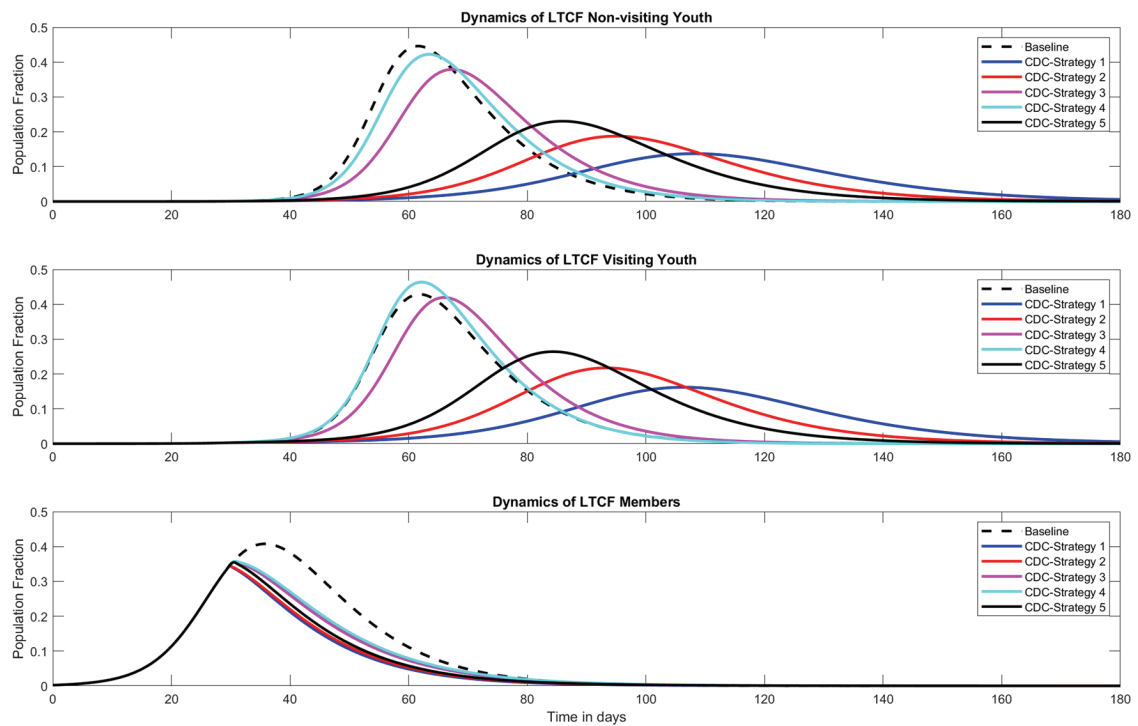 Dynamics of LTCF Non-visiting Youth
Population Fraction
0.5
0.4
0.3
0.2
0.1
0
0 20 40 60 80 100 120 140 160 180
Baseline
CDC-Strategy 1
CDC-Strategy 2
CDC-Strategy 3
CDC-Strategy 4
CDC-Strategy 5
Dynamics of LTCF Visiting Youth
Population Fraction
0.5
0.4
0.3
0.2
0.1
0
0 20 40 60 80 100 120 140 160 180
Baseline
CDC-Strategy 1
CDC-Strategy 2
CDC-Strategy 3
CDC-Strategy 4
CDC-Strategy 5
Dynamics of LTCF Members
Population Fraction
0.5
0.4
0.3
0.2
0.1
0
0 20 40 60 80 100 120 140 160 180
Baseline
CDC-Strategy 1
CDC-Strategy 2
CDC-Strategy 3
CDC-Strategy 4
CDC-Strategy 5
Time in days